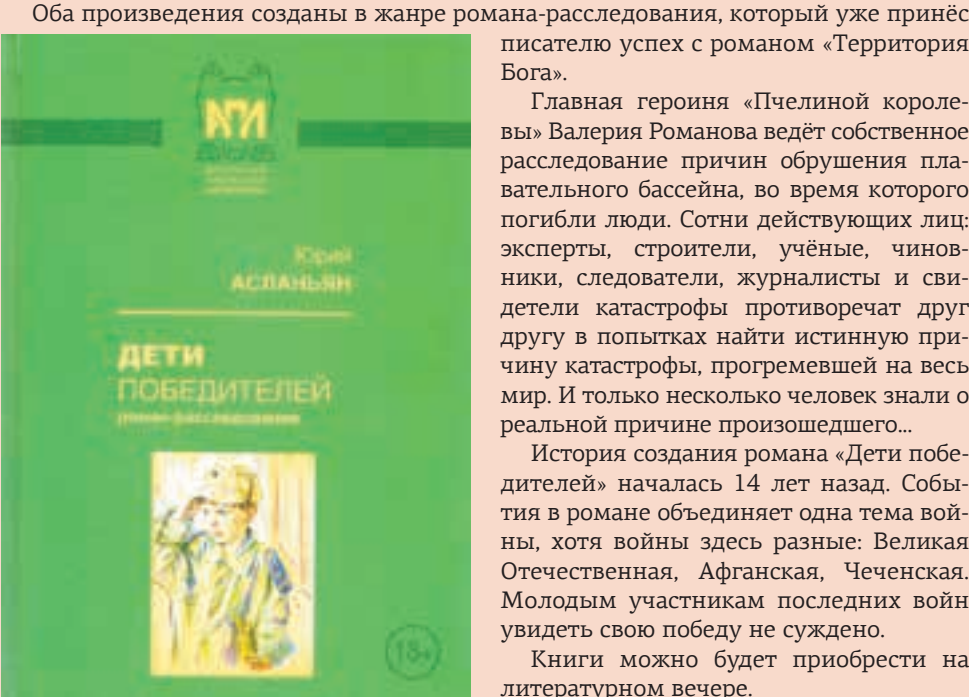 Оба произведения созданы в жанре романа-расследования, который уже принёс
писателю успех с романом «Территория
Бога».
Главная героиня «Пчелиной короле-
вы» Валерия Романова ведёт собственное
расследование причин обрушения пла-
вательного бассейна, во время которого
погибли люди. Сотни действующих лиц:
эксперты, строители, учёные, чинов-
ники, следователи, журналисты и сви-
детели катастрофы противоречат друг
другу в попытках найти истинную при-
чину катастрофы, прогремевшей на весь
мир. И только несколько человек знали о
реальной причине произошедшего...
История создания романа «Дети побе-
дителей» началась 14 лет назад. Собы-
тия в романе объединяет одна тема вой-
ны, хотя войны здесь разные: Великая
Отечественная, Афганская, Чеченская.
Молодым участникам последних войн
увидеть свою победу не суждено.
Книги можно будет приобрести на
литературном вечере.
Юрий
АСЛАНЬЯН
ДЕТИ
ПОБЕДИТЕЛЕЙ
роман-расследование
18+